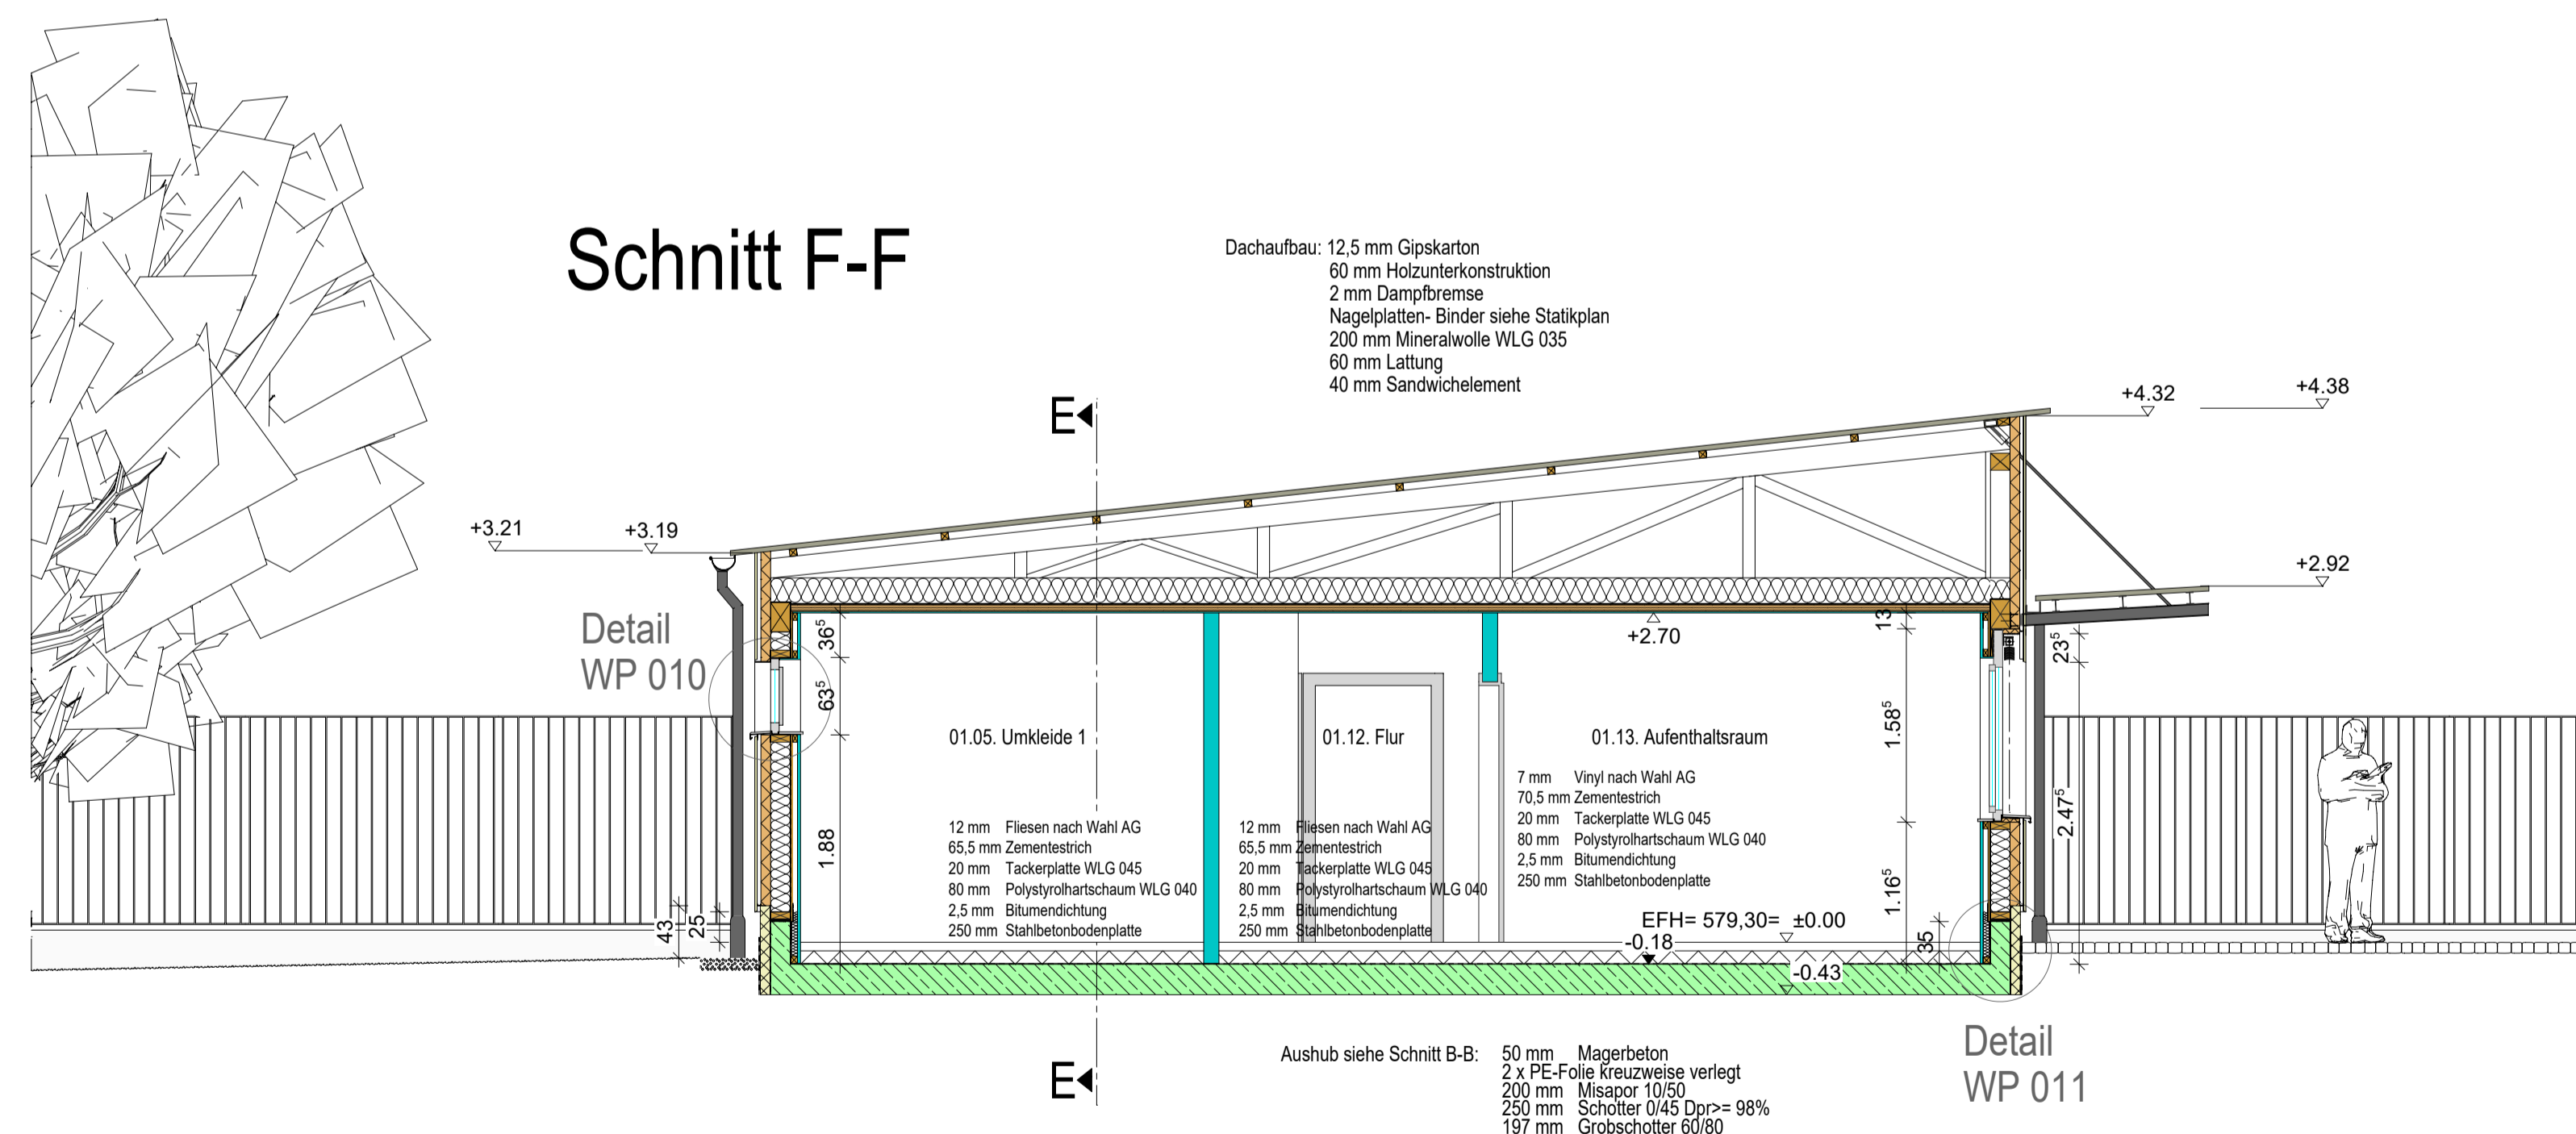 Schnitt F-F
Dachaufbau: 12,5 mm Gipskarton
60 mm Holzunterkonstruktion
2 mm Dampfbremse
Nagelplatten- Binder siehe Statikplan
200 mm Mineralwolle WLG 035
60 mm Lattung
40 mm Sandwichelement
+4.38
+4.32
E
+3.21
+3.19
+2.92
Detail
WP 010
+2.70
36⁵
63⁵
1.88
43
25
13
1.58⁵
1.16⁵
35
23⁵
2.47⁵
01.05. Umkleide 1
12 mm Fliesen nach Wahl AG
65,5 mm Zementestrich
20 mm Tackerplatte WLG 045
80 mm Polystyrolhartschaum WLG 040
2,5 mm Bitumendichtung
250 mm Stahlbetonbodenplatte
01.12. Flur
12 mm Fliesen nach Wahl AG
65,5 mm Zementestrich
20 mm Tackerplatte WLG 045
80 mm Polystyrolhartschaum WLG 040
2,5 mm Bitumendichtung
250 mm Stahlbetonbodenplatte
01.13. Aufenthaltsraum
7 mm Vinyl nach Wahl AG
70,5 mm Zementestrich
20 mm Tackerplatte WLG 045
80 mm Polystyrolhartschaum WLG 040
2,5 mm Bitumendichtung
250 mm Stahlbetonbodenplatte
EFH= 579,30= ±0.00
-0.18
-0.43
Detail
WP 011
E
Aushub siehe Schnitt B-B: 50 mm Magerbeton
2 x PE-Folie kreuzweise verlegt
200 mm Misapor 10/50
250 mm Schotter 0/45 Dpr>= 98%
197 mm Grobschotter 60/80